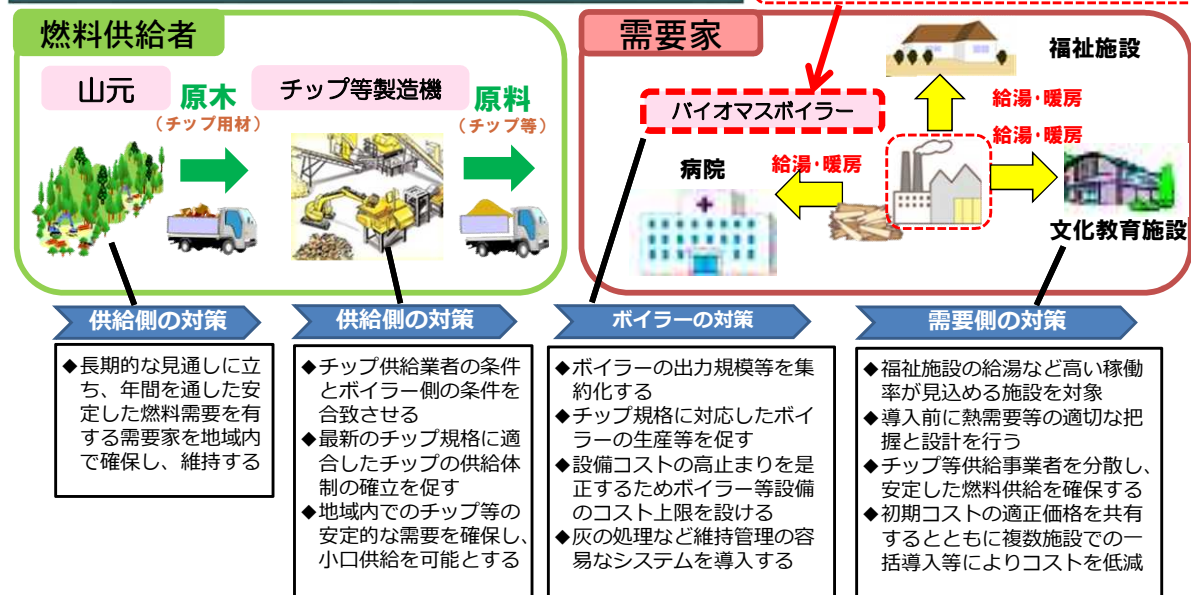 燃料供給者
山元
原木
（チップ用材）
チップ等製造機
原料
（チップ等）
需要家
バイオマスボイラー
福祉施設
給湯・暖房
給湯・暖房
病院
給湯・暖房
文化教育施設
供給側の対策
◆長期的な見通しに立
ち、年間を通した安
定した燃料需要を有
する需要家を地域内
で確保し、維持する
供給側の対策
◆チップ供給業者の条件
とボイラー側の条件を
合致させる
◆最新のチップ規格に適
合したチップの供給体
制の確立を促す
◆地域内でのチップ等の
安定的な需要を確保し、
小口供給を可能とする
ボイラーの対策
◆ボイラーの出力規模等を集
約化する
◆チップ規格に対応したボイ
ラーの生産等を促す
◆設備コストの高止まりを是
正するためボイラー等設備
のコスト上限を設ける
◆灰の処理など維持管理の容
易なシステムを導入する
需要側の対策
◆福祉施設の給湯など高い稼働
率が見込める施設を対象
◆導入前に熱需要等の適切な把
握と設計を行う
◆チップ等供給事業者を分散し、
安定した燃料供給を確保する
◆初期コストの適正価格を共有
するとともに複数施設での一
括導入等によりコストを低減